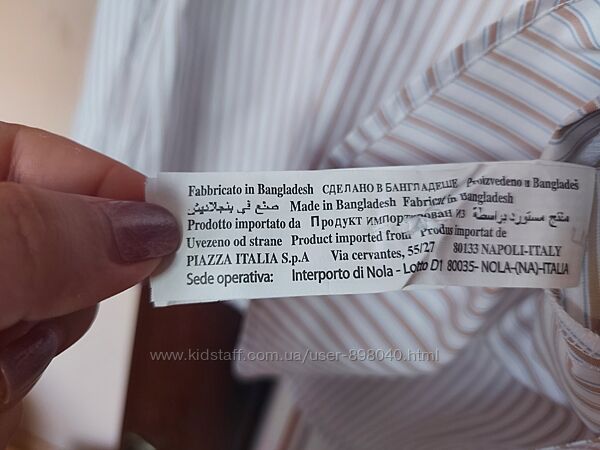 Fabbricato in Bangladesh СДЕЛАНО В БАНГЛАДЕШЕ Proizvedeno u Bangladeš
صنع في بنجلاديش Made in Bangladesh Fabricat in Bangladesh
Prodotto importato da Продукт импортирован из منتج مستورد بواسطة
Uvezeno od strane Product imported from Produs importat de
PIAZZA ITALIA S.p.A Via cervantes, 55/27 80133 NAPOLI-ITALY
Sede operativa: Interporto di Nola - Lotto D1 80035- NOLA-(NA)-ITALIA
www.kidstaff.com.ua/user-898040.html